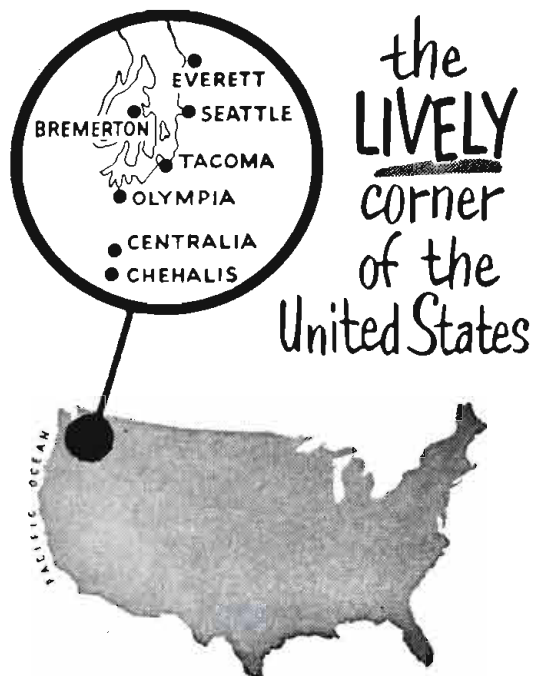 EVERETT
SEATTLE
BREMERTON
TACOMA
OLYMPIA
CENTRALIA
CHEHALIS
the
LIVELY
corner
of the
United States
PACIFIC OCEAN